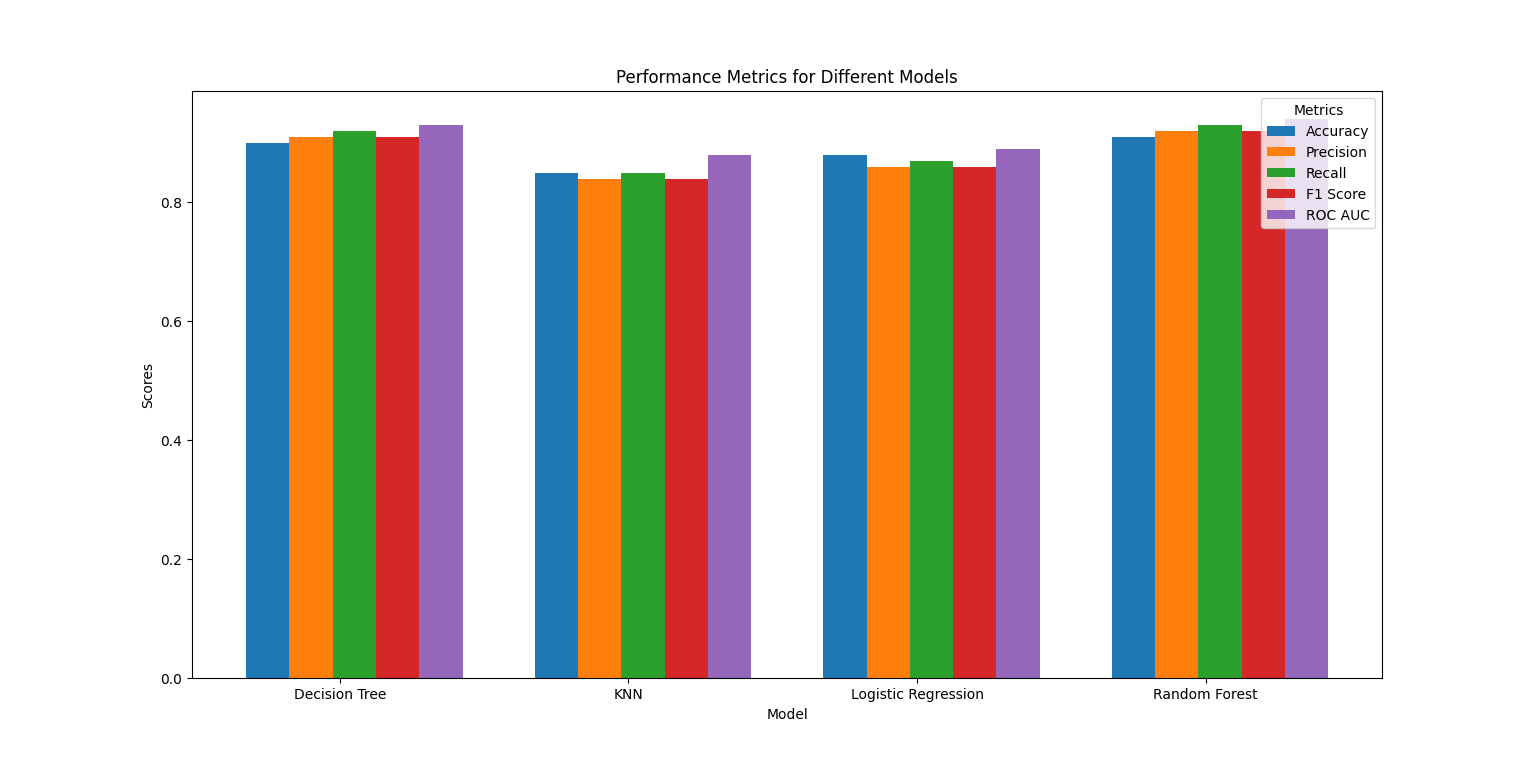 Performance Metrics for Different Models
Metrics
Accuracy
Precision
Recall
F1 Score
ROC AUC
Scores
0.8
0.6
0.4
0.2
0.0
Decision Tree
KNN
Logistic Regression
Random Forest
Model